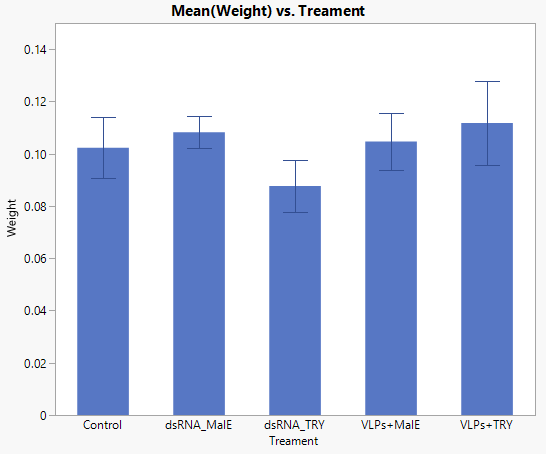 Mean(Weight) vs. Treament
0.14
0.12
0.10
0.08
0.06
0.04
0.02
0
Weight
Control dsRNA_MalE dsRNA_TRY VLPs+MalE VLPs+TRY
Treament